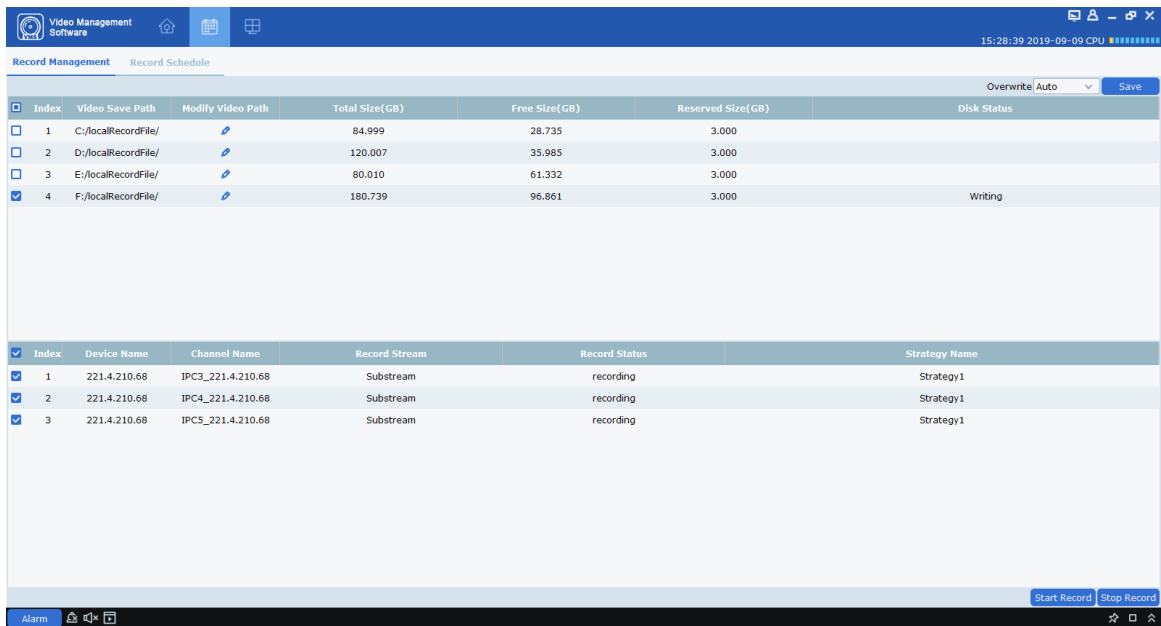 Video Management
Software
15:28:39 2019-09-09 CPU
Record Management Record Schedule
Overwrite Auto Save
Index Video Save Path Modify Video Path Total Size(GB) Free Size(GB) Reserved Size(GB) Disk Status
1 C:/localRecordFile/ 84.999 28.735 3.000
2 D:/localRecordFile/ 120.007 35.985 3.000
3 E:/localRecordFile/ 80.010 61.332 3.000
4 F:/localRecordFile/ 180.739 96.861 3.000 Writing
Index Device Name Channel Name Record Stream Record Status Strategy Name
1 221.4.210.68 IPC3_221.4.210.68 Substream recording Strategy1
2 221.4.210.68 IPC4_221.4.210.68 Substream recording Strategy1
3 221.4.210.68 IPC5_221.4.210.68 Substream recording Strategy1
Start Record Stop Record
Alarm